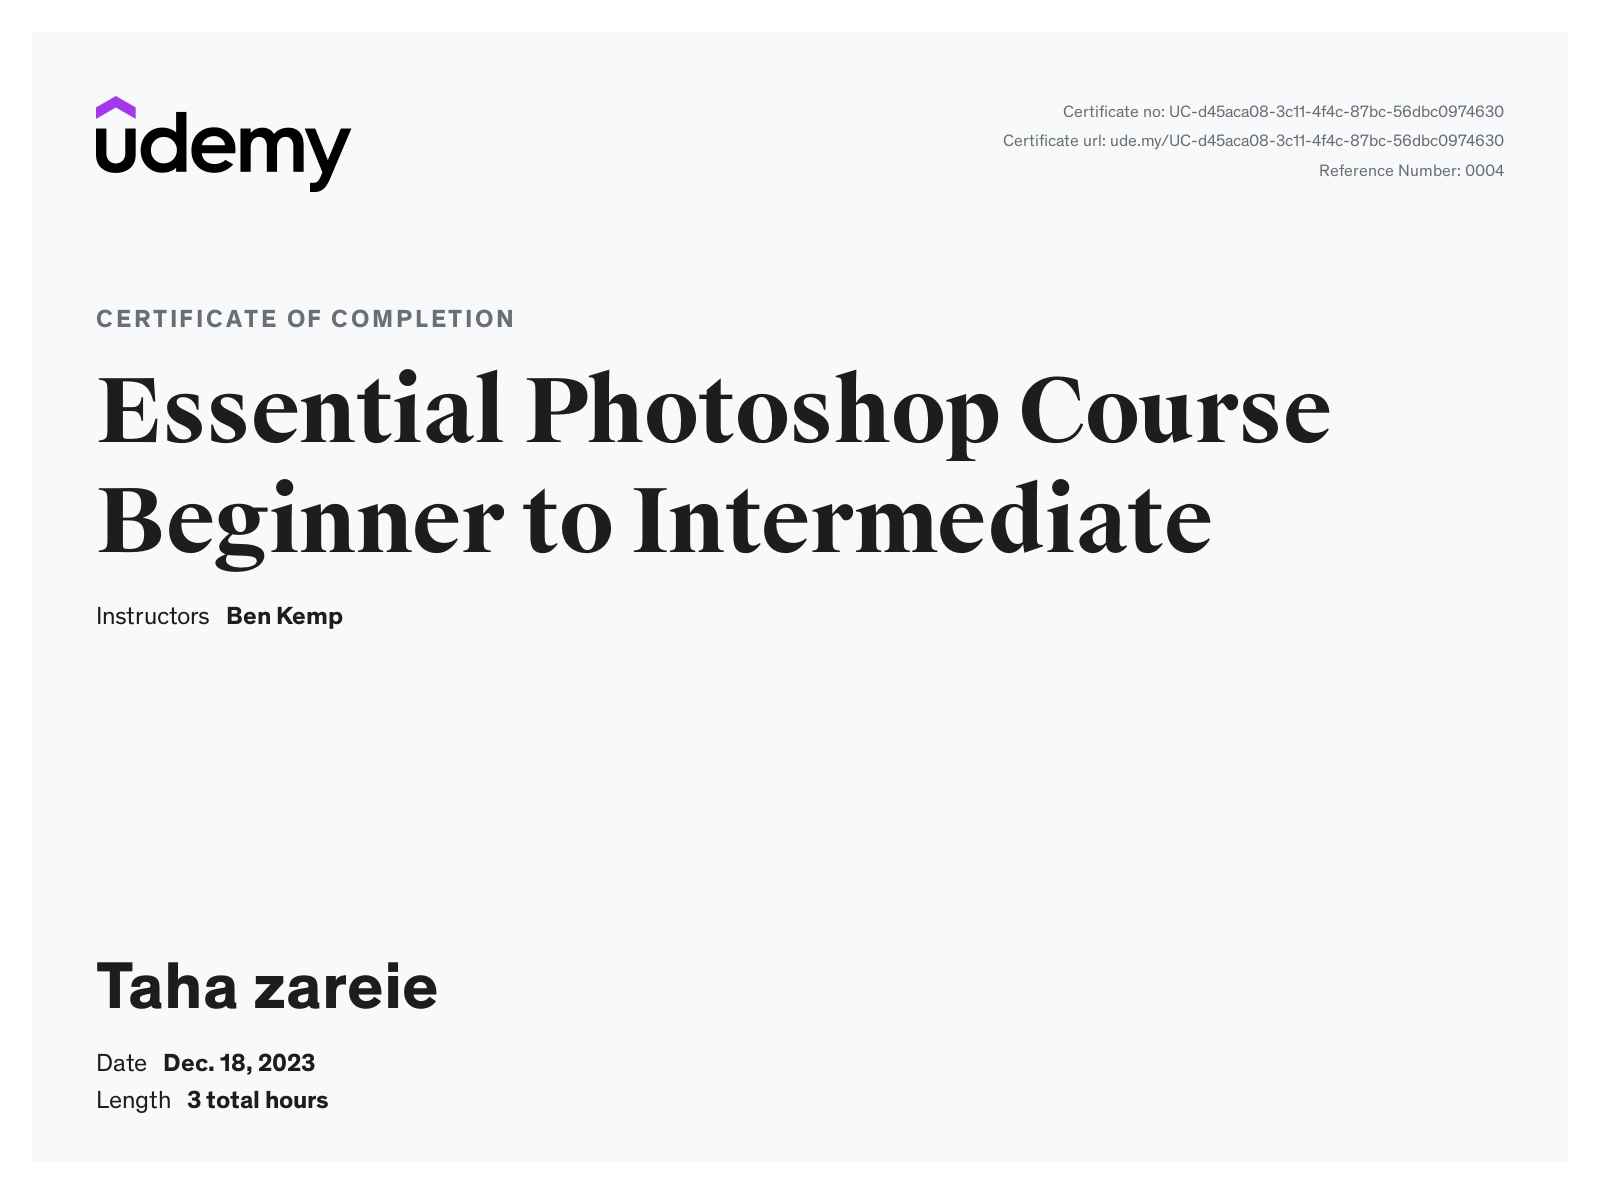 udemy
Certificate no: UC-d45aca08-3c11-4f4c-87bc-56dbc0974630
Certificate url: ude.my/UC-d45aca08-3c11-4f4c-87bc-56dbc0974630
Reference Number: 0004
CERTIFICATE OF COMPLETION
Essential Photoshop Course
Beginner to Intermediate
Instructors Ben Kemp
Taha zareie
Date Dec. 18, 2023
Length 3 total hours